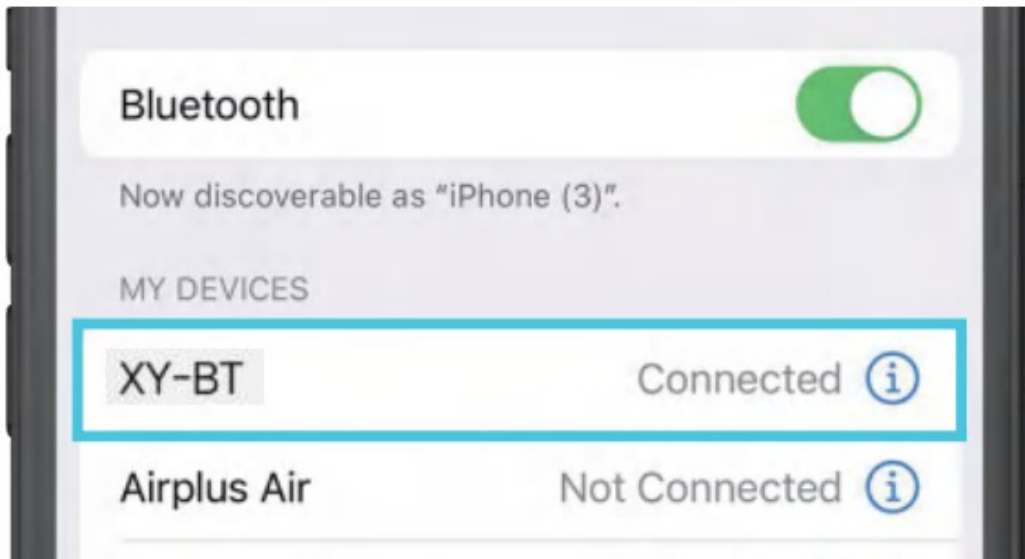 Bluetooth
Now discoverable as “iPhone (3)”.
MY DEVICES
XY-BT Connected
Airplus Air Not Connected